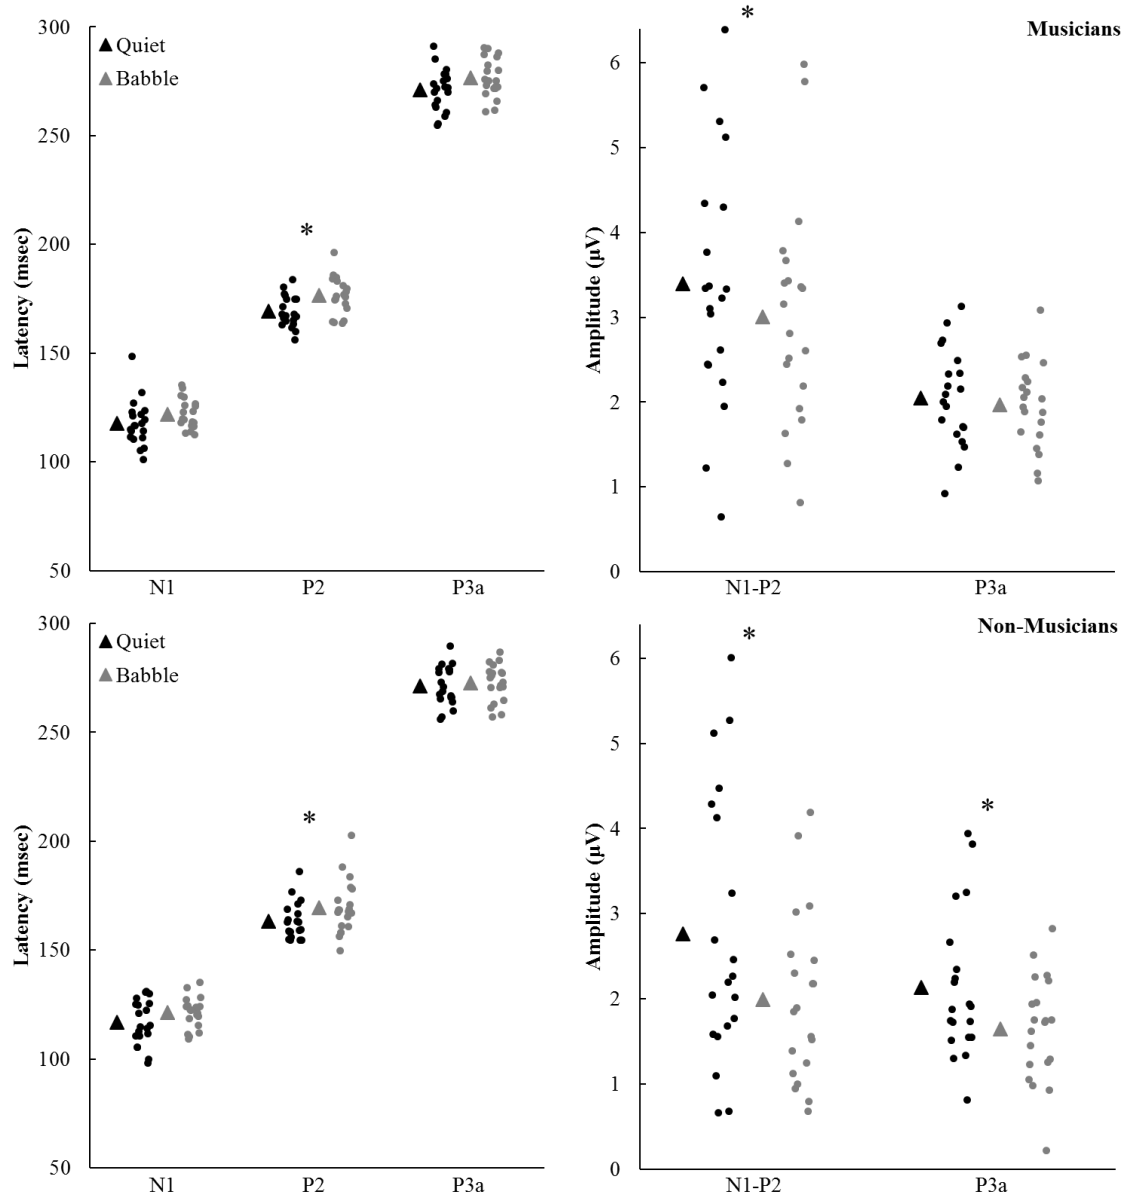 *
Musicians
300
▲ Quiet
▲ Babble
250
200
*
150
100
50
Latency (msec)
N1 P2 P3a
6
5
4
3
2
1
0
Amplitude (µV)
N1-P2 P3a
300
▲ Quiet
▲ Babble
250
200
*
150
100
50
Latency (msec)
N1 P2 P3a
Non-Musicians
*
6
5
*
4
3
2
1
0
Amplitude (µV)
N1-P2 P3a